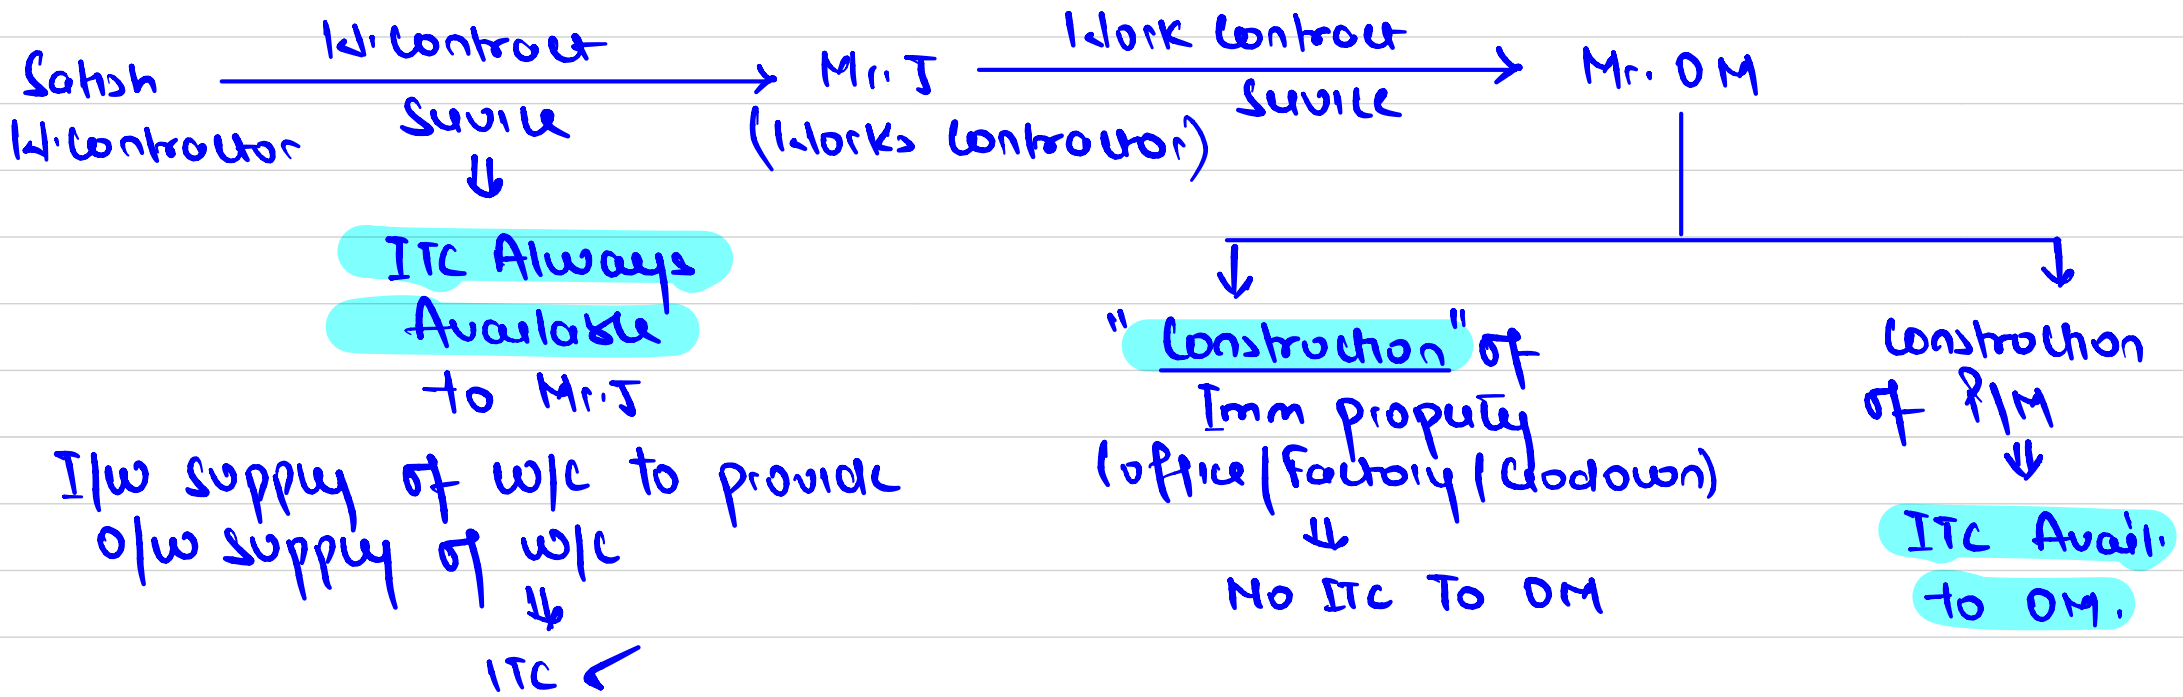 Satish
W.Contractor
W.Contract
Service
Mr. J
(Works Contractor)
Work Contract
Service
Mr. OM
ITC Always
Available
to Mr. J
I/w supply of w/c to provide
O/w supply of w/c
ITC ✓
"Construction" of
Imm property
(office/Factory/Godown)
No ITC To OM
Construction
of P/M
ITC Avail.
to OM.